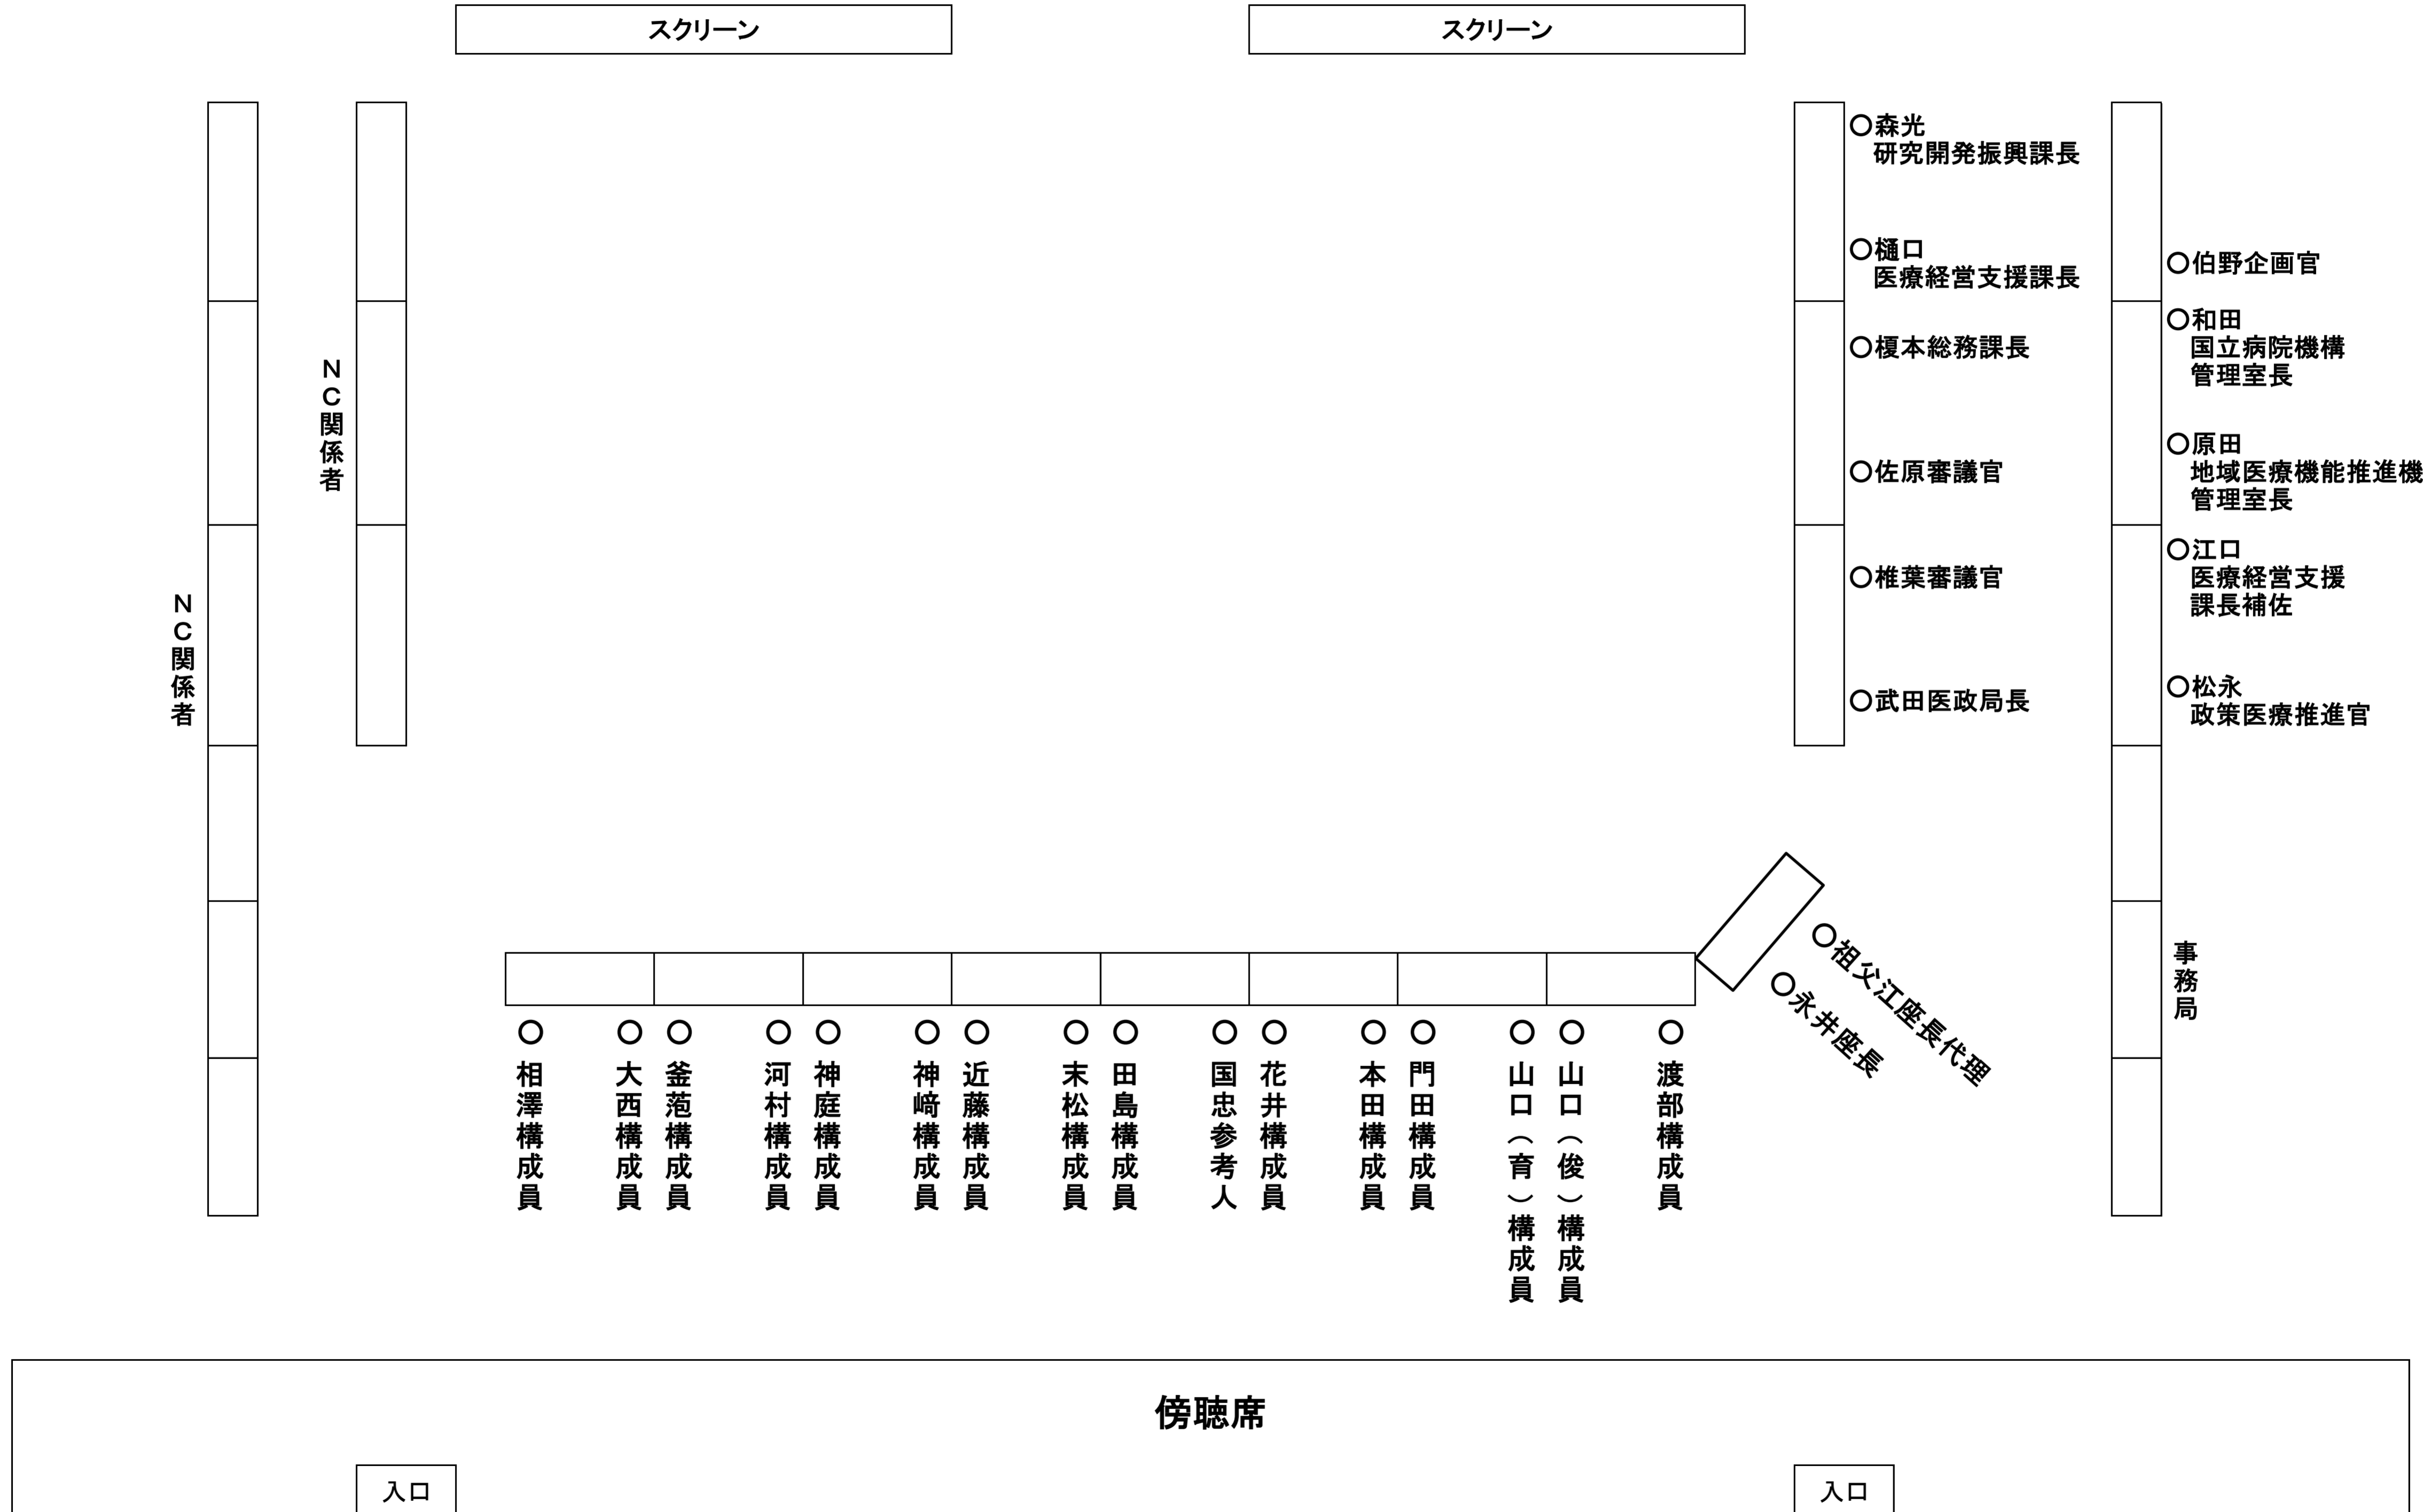 スクリーン
スクリーン
○森光
研究開発振興課長
○樋口
医療経営支援課長
○榎本総務課長
○佐原審議官
○椎葉審議官
○武田医政局長
○伯野企画官
○和田
国立病院機構
管理室長
○原田
地域医療機能推進機
管理室長
○江口
医療経営支援
課長補佐
○松永
政策医療推進官
ＮＣ関係者
ＮＣ関係者
○祖父江座長代理
○永井座長
事務局
○相澤構成員
○大西構成員
○釜萢構成員
○河村構成員
○神庭構成員
○神﨑構成員
○近藤構成員
○末松構成員
○田島構成員
○国忠参考人
○花井構成員
○本田構成員
○門田構成員
○山口（育）構成員
○山口（俊）構成員
○渡部構成員
傍聴席
入口
入口